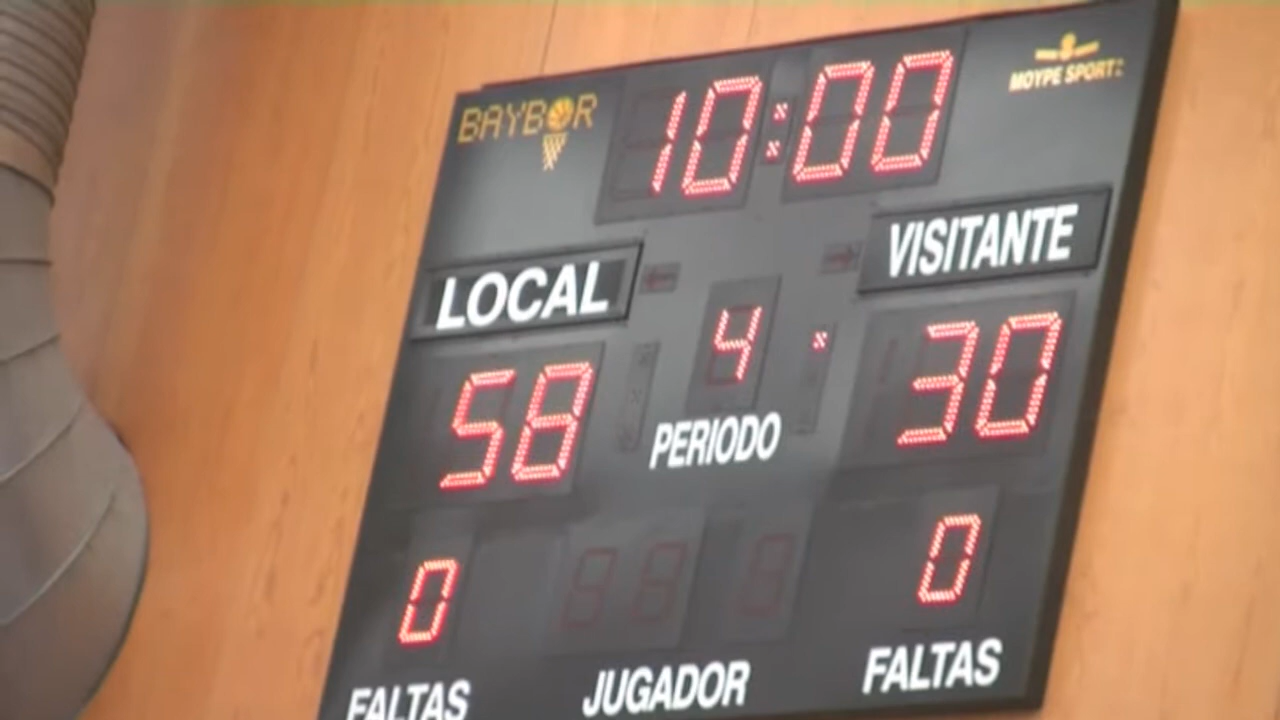 BAYBOR
10:00
MOYPE SPORT
LOCAL
VISITANTE
58
4
30
PERIODO
0
0
FALTAS
JUGADOR
FALTAS